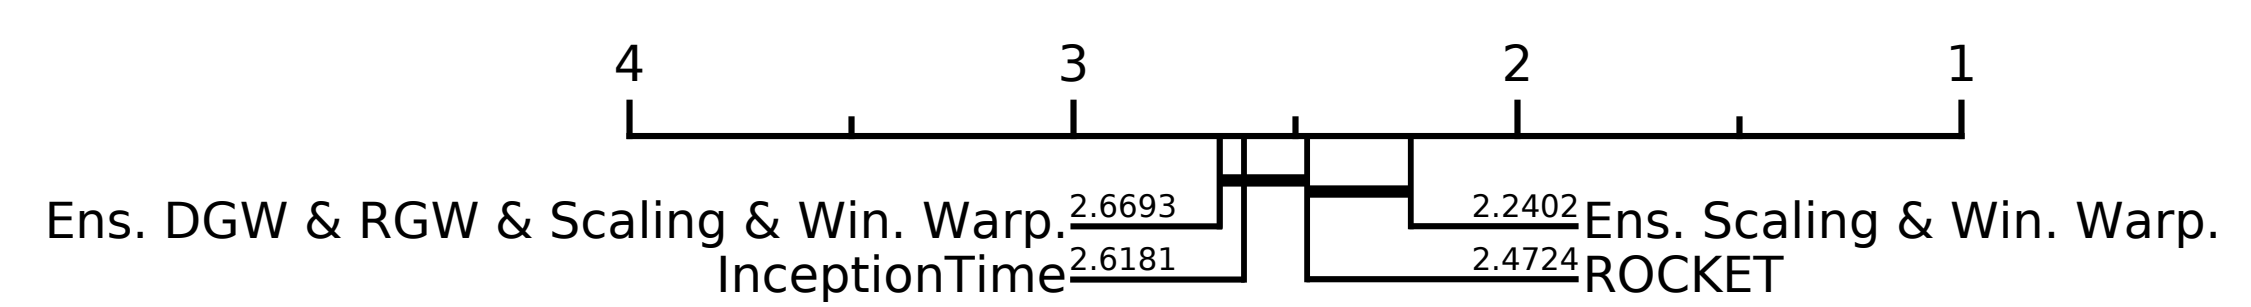 4 3 2 1
Ens. DGW & RGW & Scaling & Win. Warp. 2.6693 2.2402 Ens. Scaling & Win. Warp.
InceptionTime 2.6181 2.4724 ROCKET